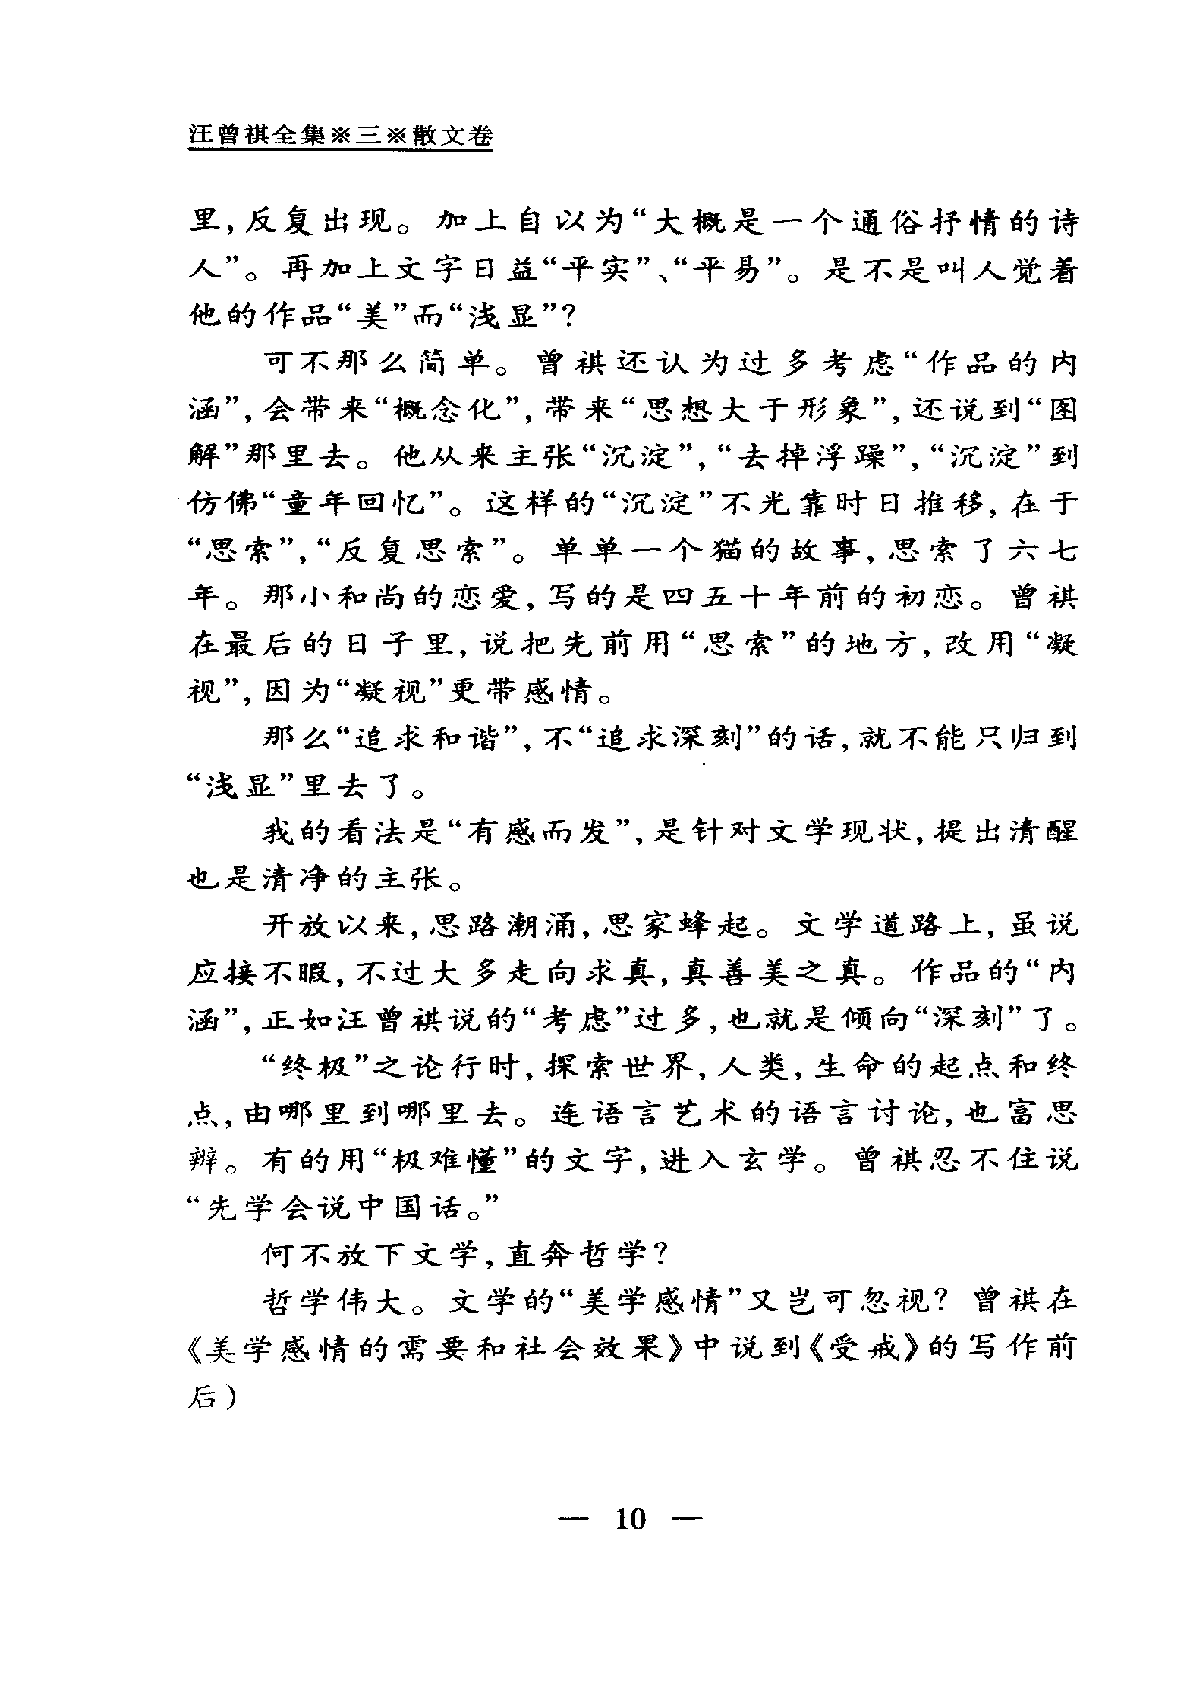 汪曾祺全集※三※散文卷
里,反复出现。加上自以为“大概是一个通俗抒情的诗
人”。再加上文字日益“平实”、“平易”。是不是叫人觉着
他的作品“美”而“浅显”?
可不那么简单。曾祺还认为过多考虑“作品的内
涵”,会带来“概念化”,带来“思想大于形象”,还说到“图
解”那里去。他从来主张“沉淀”,“去掉浮躁”,“沉淀”到
仿佛“童年回忆”。这样的“沉淀”不光靠时日推移,在于
“思索”,“反复思索”。单单一个猫的故事,思索了六七
年。那小和尚的恋爱,写的是四五十年前的初恋。曾祺
在最后的日子里,说把先前用“思索”的地方,改用“凝
视”,因为“凝视”更带感情。
那么“追求和谐”,不“追求深刻”的话,就不能只归到
“浅显”里去了。
我的看法是“有感而发”,是针对文学现状,提出清醒
也是清净的主张。
开放以来,思路潮涌,思家蜂起。文学道路上,虽说
应接不暇,不过大多走向求真,真善美之真。作品的“内
涵”,正如汪曾祺说的“考虑”过多,也就是倾向“深刻”了。
“终极”之论行时,探索世界,人类,生命的起点和终
点,由哪里到哪里去。连语言艺术的语言讨论,也富思
辩。有的用“极难懂”的文字,进入玄学。曾祺忍不住说
“先学会说中国话。”
何不放下文学,直奔哲学?
哲学伟大。文学的“美学感情”又岂可忽视?曾祺在
《美学感情的需要和社会效果》中说到《受戒》的写作前
后)
— 10 —